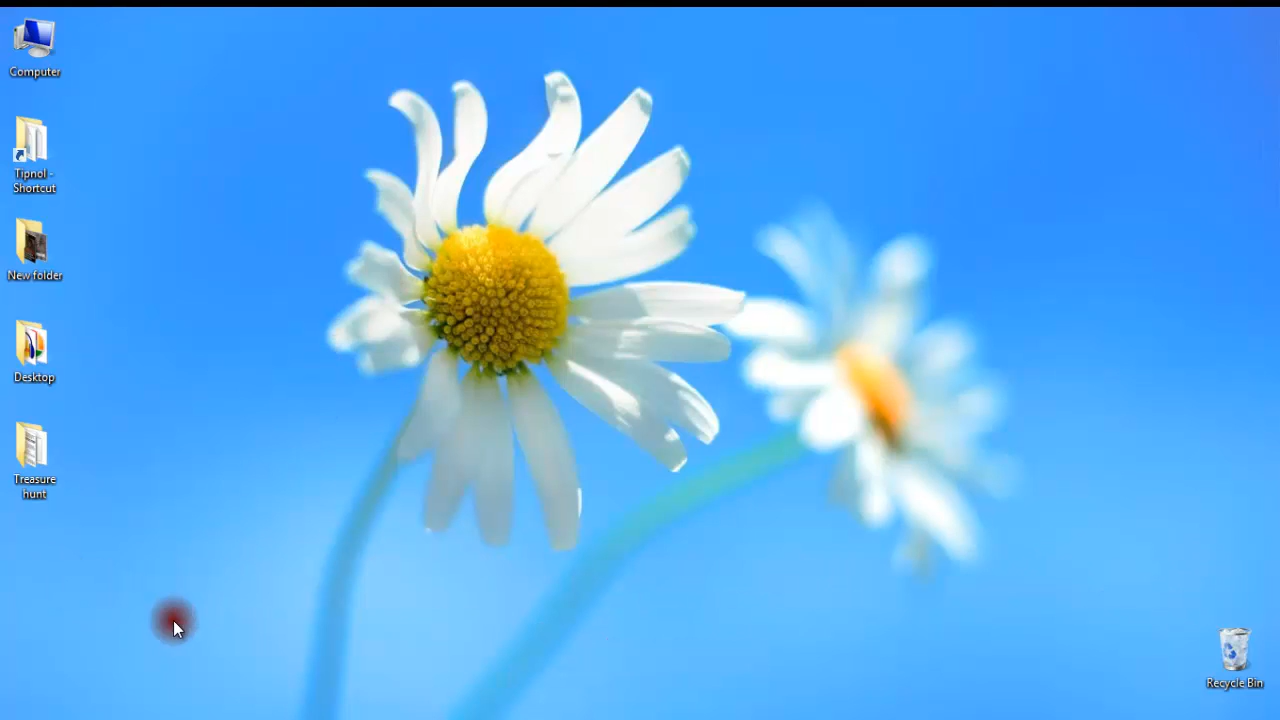 Computer
Tipnol -
Shortcut
New folder
Desktop
Treasure
hunt
Recycle Bin